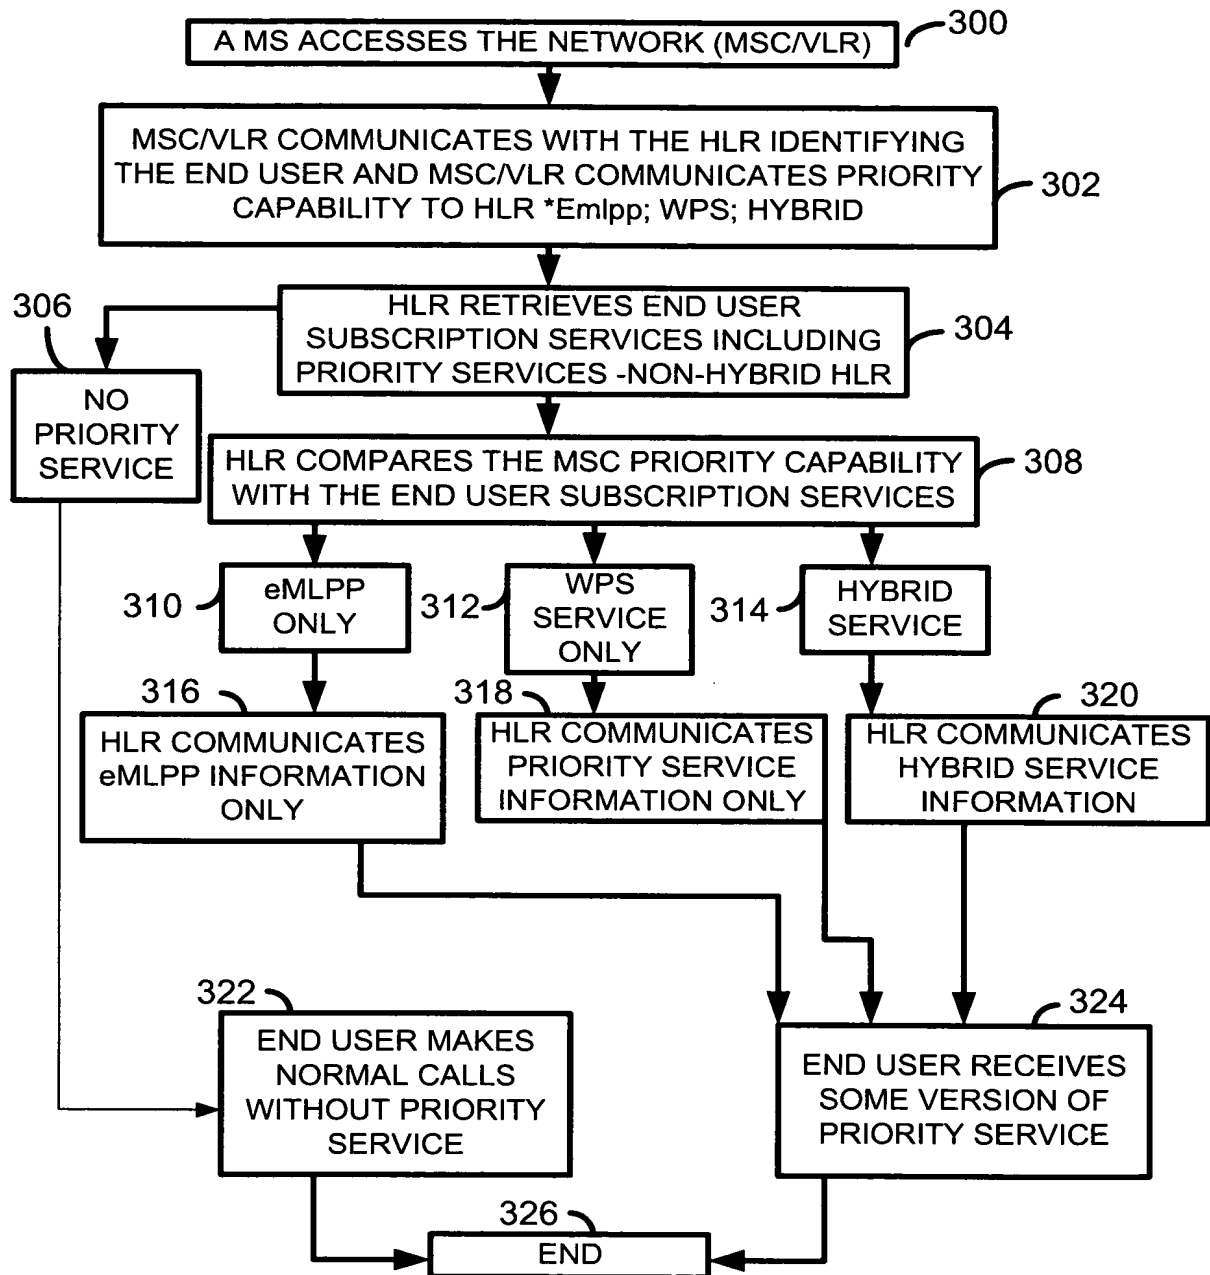 A MS ACCESSES THE NETWORK (MSC/VLR)
300
MSC/VLR COMMUNICATES WITH THE HLR IDENTIFYING
THE END USER AND MSC/VLR COMMUNICATES PRIORITY
CAPABILITY TO HLR *Emlpp; WPS; HYBRID
302
HLR RETRIEVES END USER
SUBSCRIPTION SERVICES INCLUDING
PRIORITY SERVICES -NON-HYBRID HLR
304
306
NO
PRIORITY
SERVICE
HLR COMPARES THE MSC PRIORITY CAPABILITY
WITH THE END USER SUBSCRIPTION SERVICES
308
310
eMLPP
ONLY
312
WPS
SERVICE
ONLY
314
HYBRID
SERVICE
316
HLR COMMUNICATES
eMLPP INFORMATION
ONLY
318
HLR COMMUNICATES
PRIORITY SERVICE
INFORMATION ONLY
320
HLR COMMUNICATES
HYBRID SERVICE
INFORMATION
322
END USER MAKES
NORMAL CALLS
WITHOUT PRIORITY
SERVICE
324
END USER RECEIVES
SOME VERSION OF
PRIORITY SERVICE
326
END